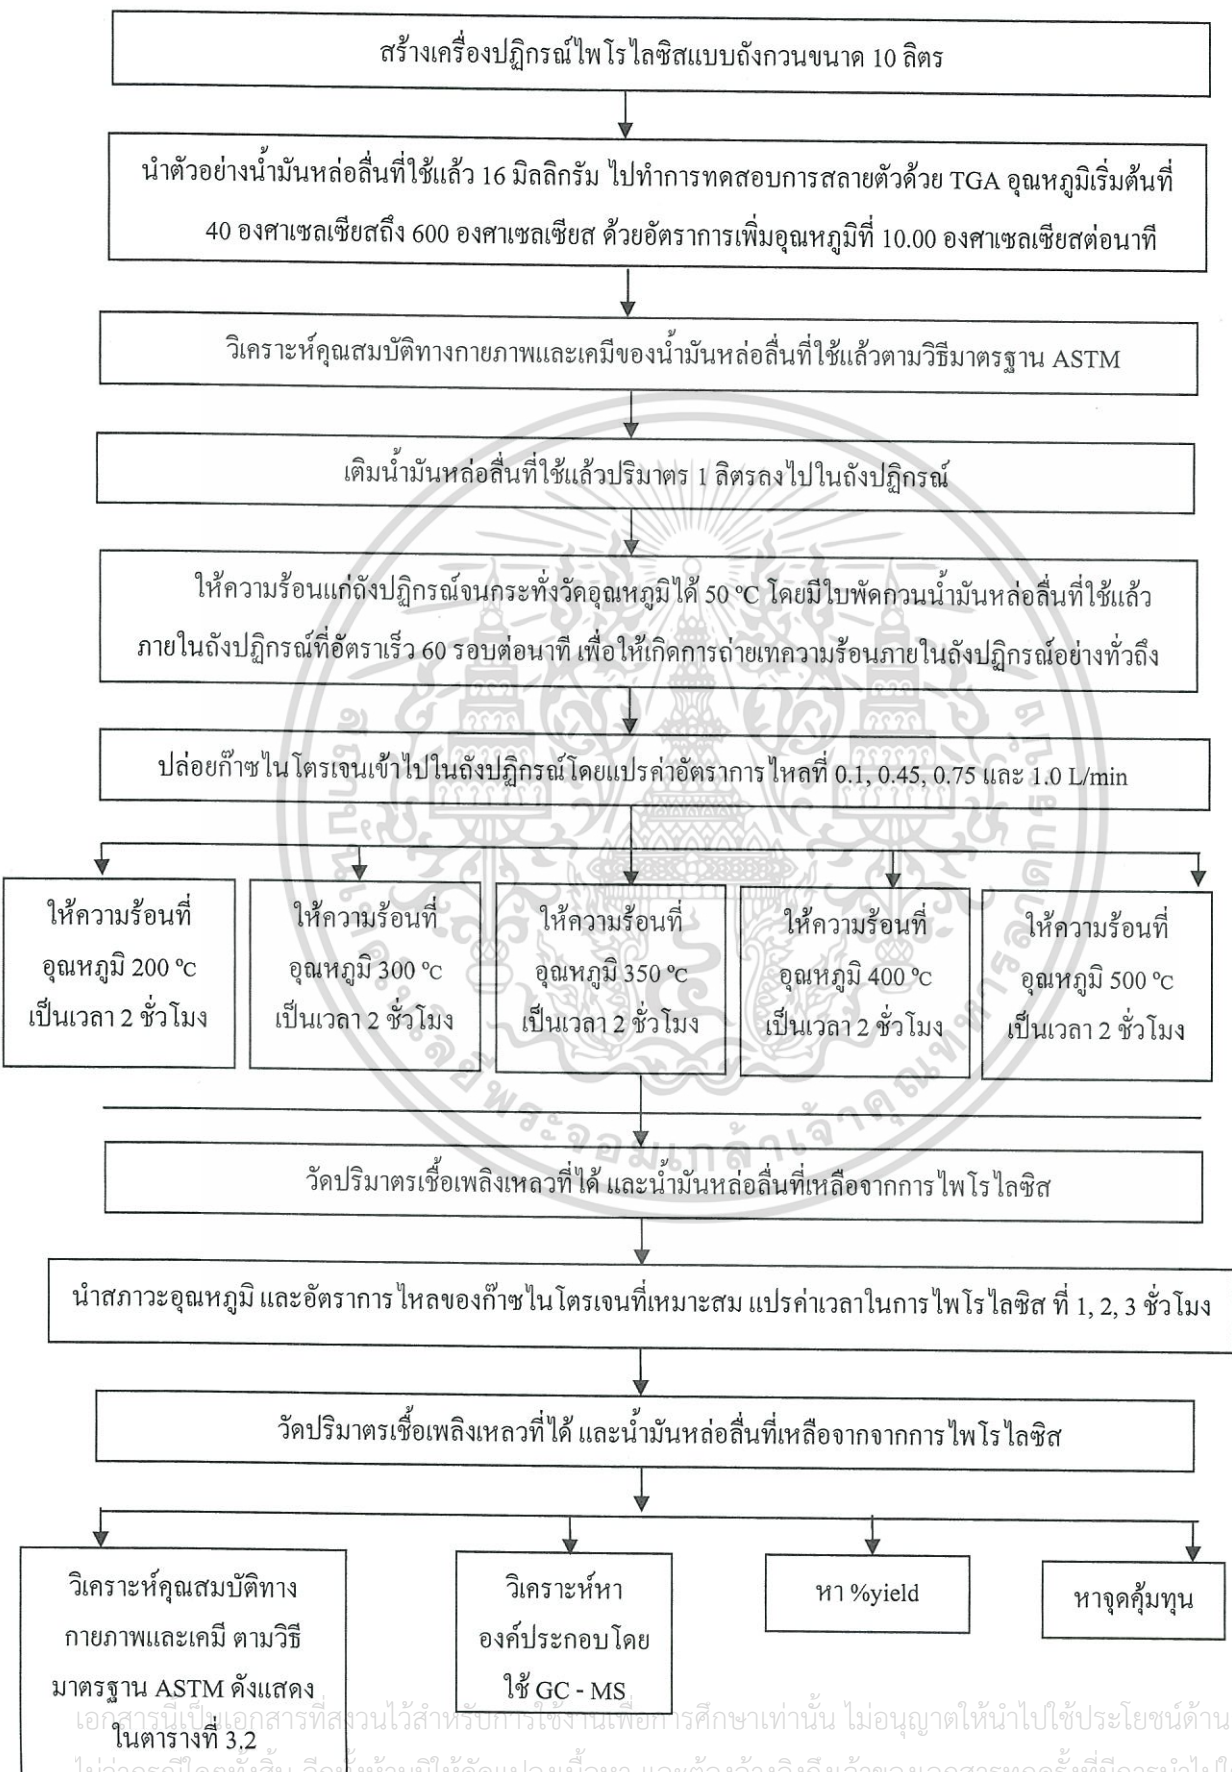 สร้างเครื่องปฏิกรณ์ไพโรไลซิสแบบถังกวนขนาด 10 ลิตร
นำตัวอย่างน้ำมันหล่อลื่นที่ใช้แล้ว 16 มิลลิกรัม ไปทำการทดสอบการสลายตัวด้วย TGA อุณหภูมิเริ่มต้นที่
40 องศาเซลเซียสถึง 600 องศาเซลเซียส ด้วยอัตราการเพิ่มอุณหภูมิที่ 10.00 องศาเซลเซียสต่อนาที
วิเคราะห์คุณสมบัติทางกายภาพและเคมีของน้ำมันหล่อลื่นที่ใช้แล้วตามวิธีมาตรฐาน ASTM
เติมน้ำมันหล่อลื่นที่ใช้แล้วปริมาตร 1 ลิตรลงไปในถังปฏิกรณ์
ให้ความร้อนแก่ถังปฏิกรณ์จนกระทั่งวัดอุณหภูมิได้ 50 °C โดยมีใบพัดกวนน้ำมันหล่อลื่นที่ใช้แล้ว
ภายในถังปฏิกรณ์ที่อัตราเร็ว 60 รอบต่อนาที เพื่อให้เกิดการถ่ายเทความร้อนภายในถังปฏิกรณ์อย่างทั่วถึง
ปล่อยก๊าซไนโตรเจนเข้าไปในถังปฏิกรณ์โดยแปรค่าอัตราการไหลที่ 0.1, 0.45, 0.75 และ 1.0 L/min
ให้ความร้อนที่
อุณหภูมิ 200 °C
เป็นเวลา 2 ชั่วโมง
ให้ความร้อนที่
อุณหภูมิ 300 °C
เป็นเวลา 2 ชั่วโมง
ให้ความร้อนที่
อุณหภูมิ 350 °C
เป็นเวลา 2 ชั่วโมง
ให้ความร้อนที่
อุณหภูมิ 400 °C
เป็นเวลา 2 ชั่วโมง
ให้ความร้อนที่
อุณหภูมิ 500 °C
เป็นเวลา 2 ชั่วโมง
วัดปริมาตรเชื้อเพลิงเหลวที่ได้ และน้ำมันหล่อลื่นที่เหลือจากการไพโรไลซิส
นำสภาวะอุณหภูมิ และอัตราการไหลของก๊าซไนโตรเจนที่เหมาะสม แปรค่าเวลาในการไพโรไลซิส ที่ 1, 2, 3 ชั่วโมง
วัดปริมาตรเชื้อเพลิงเหลวที่ได้ และน้ำมันหล่อลื่นที่เหลือจากจากการไพโรไลซิส
วิเคราะห์คุณสมบัติทาง
กายภาพและเคมี ตามวิธี
มาตรฐาน ASTM ดังแสดง
ในตารางที่ 3.2
วิเคราะห์หา
องค์ประกอบโดย
ใช้ GC - MS
หา %yield
หาจุดคุ้มทุน
สถาบันเทคโนโลยีพระจอมเกล้าเจ้าคุณทหารลาดกระบัง
เอกสารนี้เป็นเอกสารที่สงวนไว้สำหรับการใช้งานเพื่อการศึกษาเท่านั้น ไม่อนุญาตให้นำไปใช้ประโยชน์ด้าน